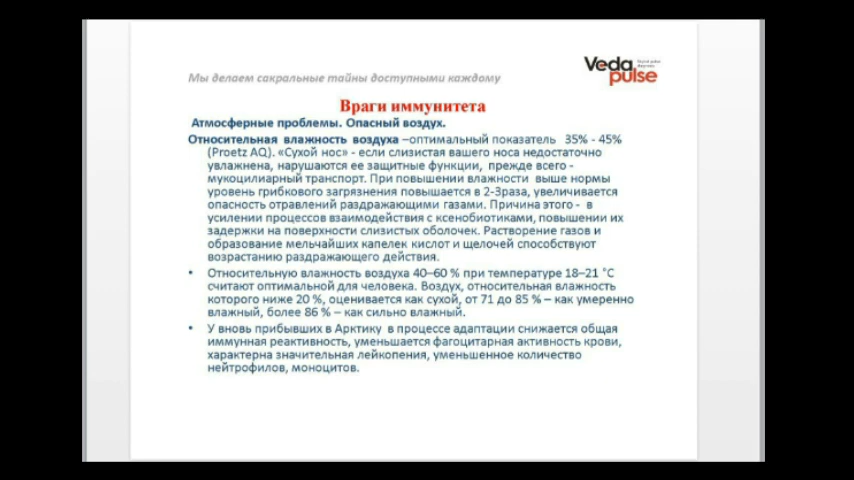 Мы делаем сакральные тайны доступными каждому
Veda
pulse
Враги иммунитета
Атмосферные проблемы. Опасный воздух.
Относительная влажность воздуха –оптимальный показатель 35% - 45%
(Proetz AQ). «Сухой нос» - если слизистая вашего носа недостаточно
увлажнена, нарушаются ее защитные функции, прежде всего -
мукоцилиарный транспорт. При повышении влажности выше нормы
уровень грибкового загрязнения повышается в 2-3раза, увеличивается
опасность отравлений раздражающими газами. Причина этого - в
усилении процессов взаимодействия с ксенобиотиками, повышении их
задержки на поверхности слизистых оболочек. Растворение газов и
образование мельчайших капелек кислот и щелочей способствуют
возрастанию раздражающего действия.
• Относительную влажность воздуха 40–60 % при температуре 18–21 °C
считают оптимальной для человека. Воздух, относительная влажность
которого ниже 20 %, оценивается как сухой, от 71 до 85 % – как умеренно
влажный, более 86 % – как сильно влажный.
• У вновь прибывших в Арктику в процессе адаптации снижается общая
иммунная реактивность, уменьшается фагоцитарная активность крови,
характерна значительная лейкопения, уменьшенное количество
нейтрофилов, моноцитов.